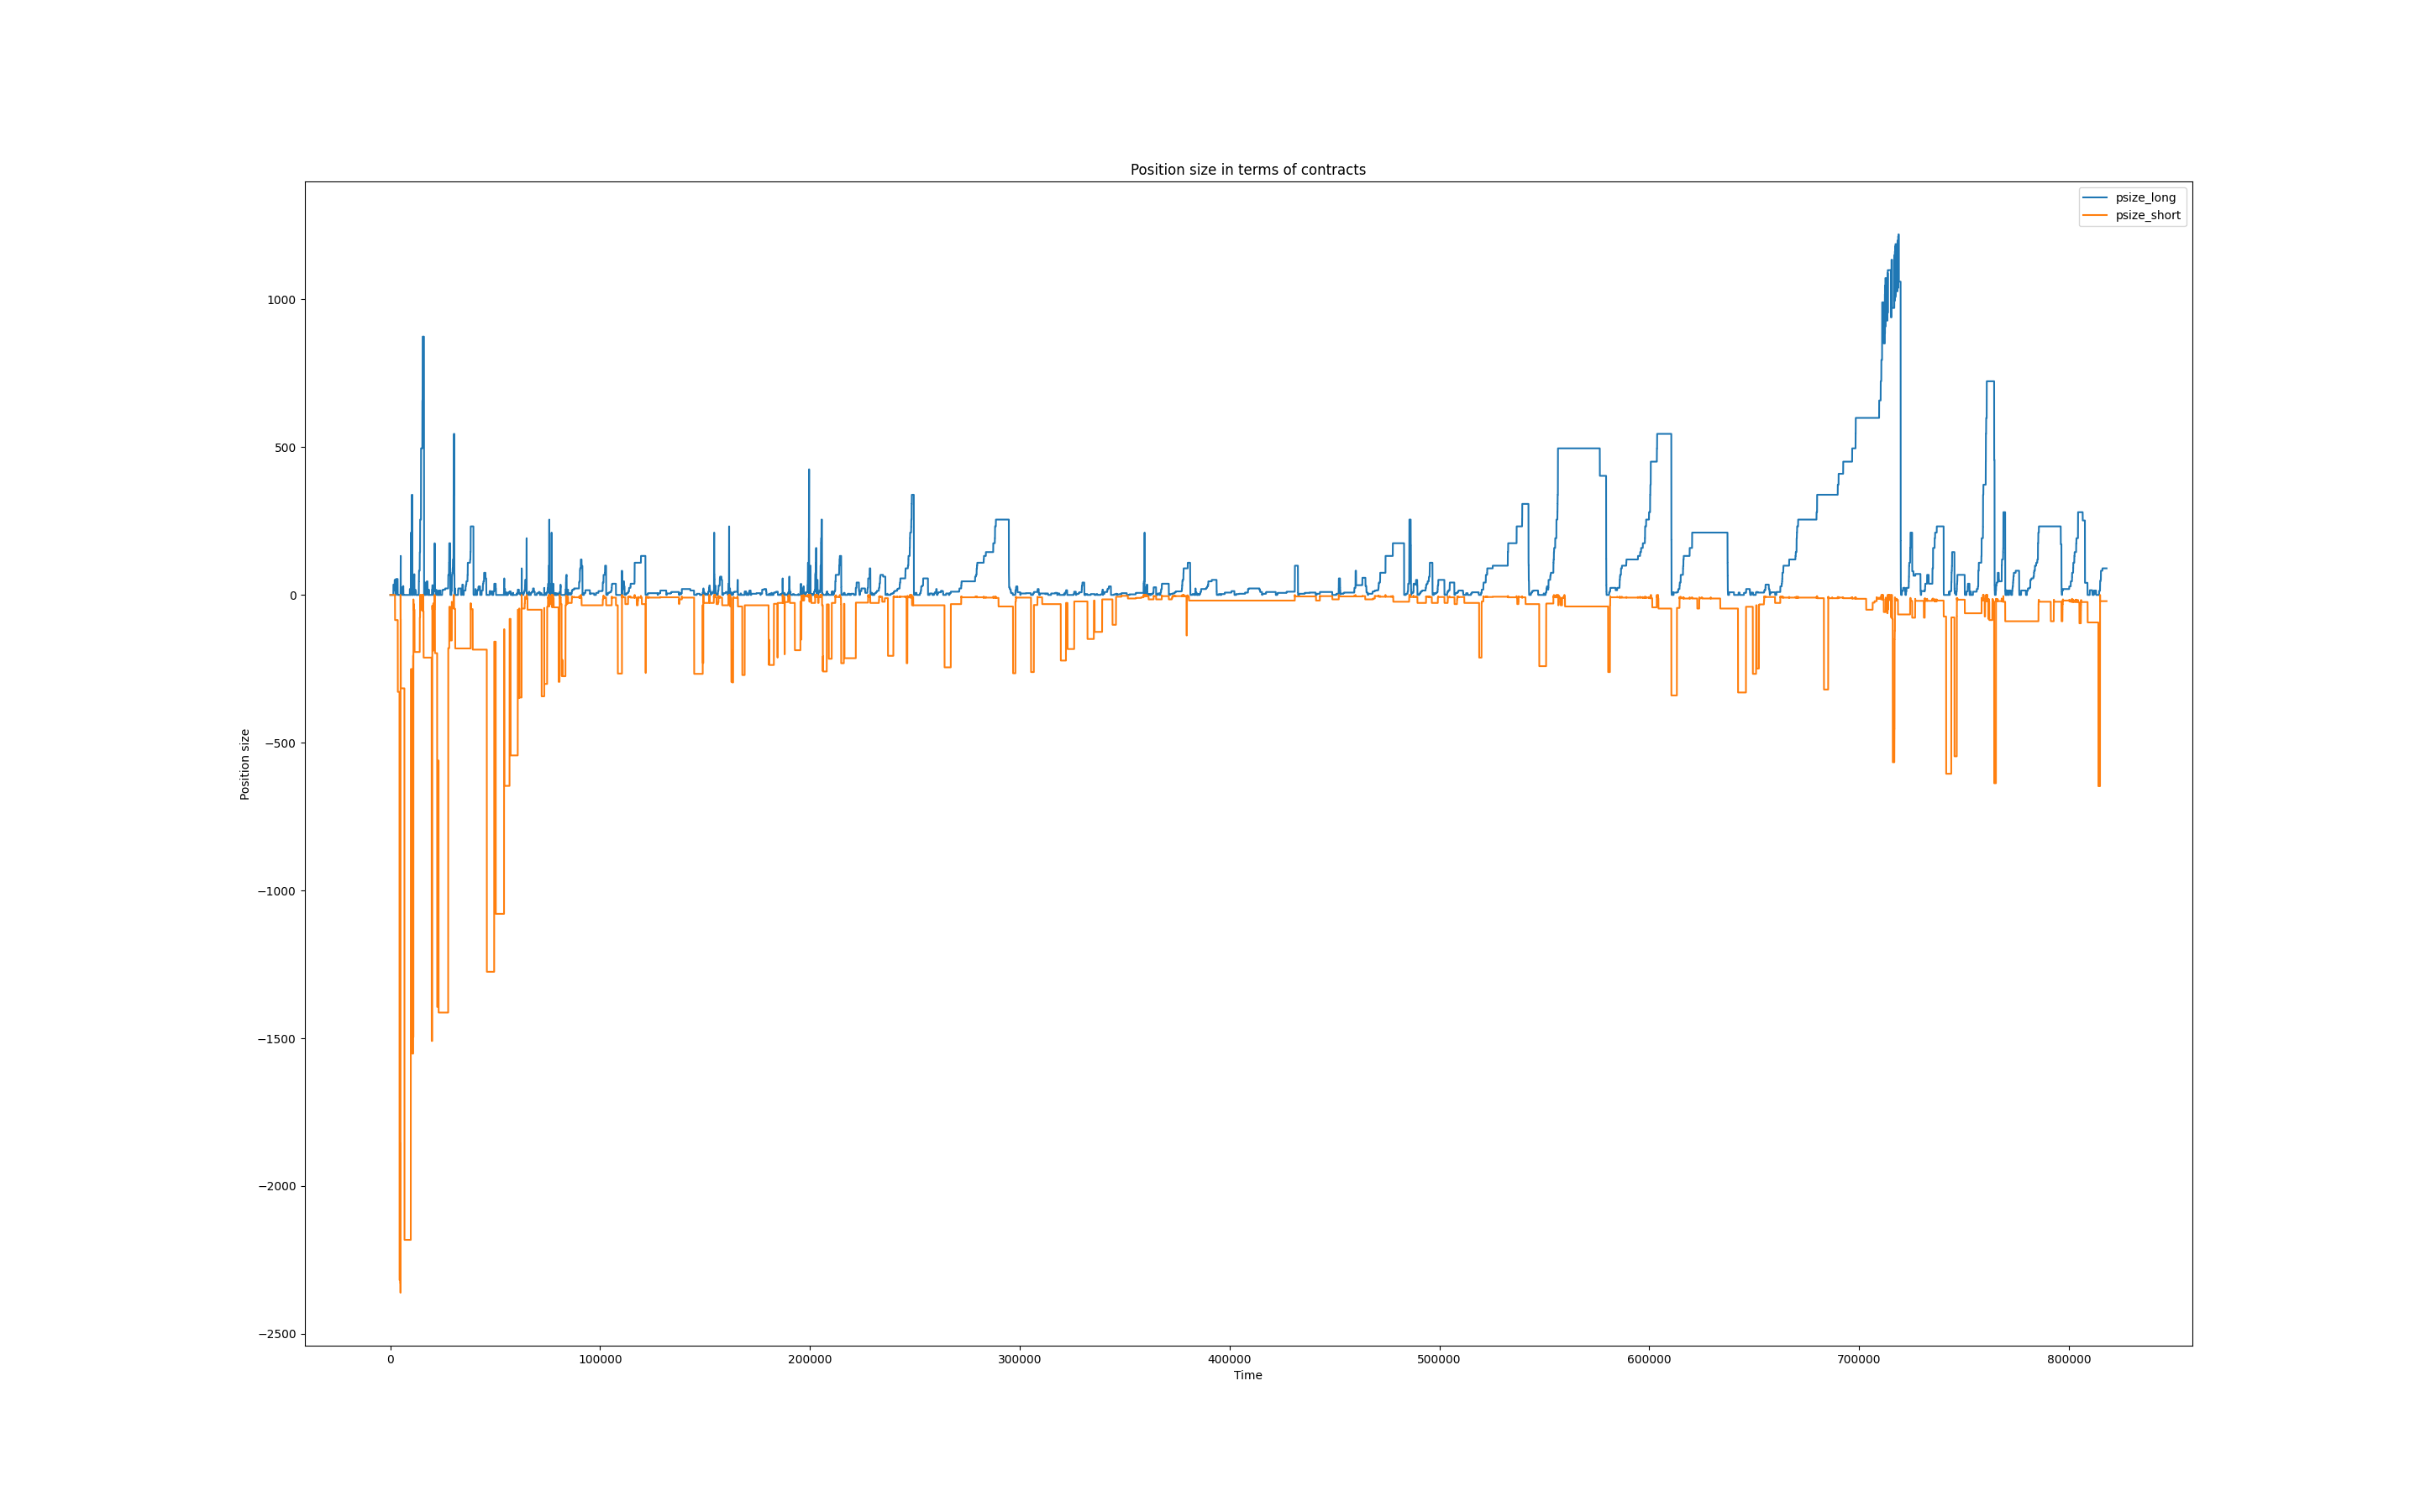 Position size in terms of contracts
psize_long
psize_short
1000
500
0
−500
−1000
−1500
−2000
−2500
Position size
0 100000 200000 300000 400000 500000 600000 700000 800000
Time